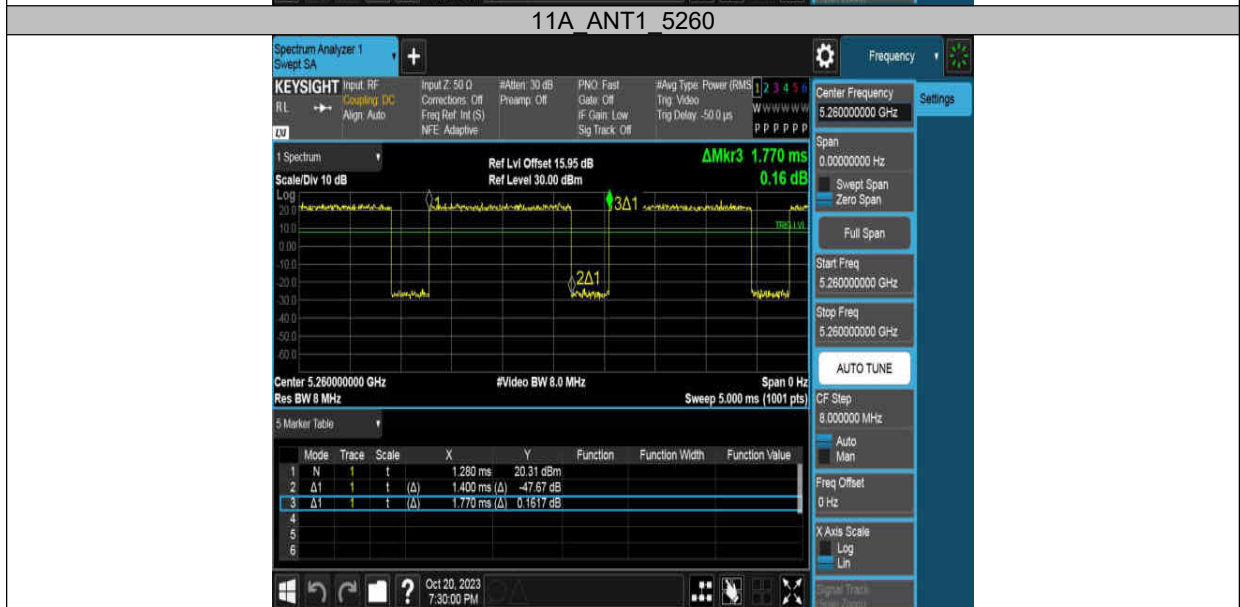 11A_ANT1_5260
Spectrum Analyzer 1
Swept SA
+
Frequency
KEYSIGHT
RL
LXI
Input: RF
Coupling: DC
Align: Auto
Input Z: 50 Ω
Corrections: Off
Freq Ref: Int (S)
NFE: Adaptive
#Atten: 30 dB
Preamp: Off
PNO: Fast
Gate: Off
IF Gain: Low
Sig Track: Off
#Avg Type: Power (RMS
Trig: Video
Trig Delay: -50.0 µs
1 2 3 4 5 6
W W W W W W
P P P P P P
1 Spectrum
Scale/Div 10 dB
Log
Ref Lvl Offset 15.95 dB
Ref Level 30.00 dBm
ΔMkr3 1.770 ms
0.16 dB
20.0
10.0
0.00
-10.0
-20.0
-30.0
-40.0
-50.0
-60.0
1
3Δ1
TRIG LVL
2Δ1
Center 5.260000000 GHz
Res BW 8 MHz
#Video BW 8.0 MHz
Span 0 Hz
Sweep 5.000 ms (1001 pts)
5 Marker Table
Mode Trace Scale X Y Function Function Width Function Value
1 N 1 t 1.280 ms 20.31 dBm
2 Δ1 1 t (Δ) 1.400 ms (Δ) -47.67 dB
3 Δ1 1 t (Δ) 1.770 ms (Δ) 0.1617 dB
4
5
6
?
Oct 20, 2023
7:30:00 PM
Center Frequency
5.260000000 GHz
Settings
Span
0.00000000 Hz
Swept Span
Zero Span
Full Span
Start Freq
5.260000000 GHz
Stop Freq
5.260000000 GHz
AUTO TUNE
CF Step
8.000000 MHz
Auto
Man
Freq Offset
0 Hz
X Axis Scale
Log
Lin
Signal Track